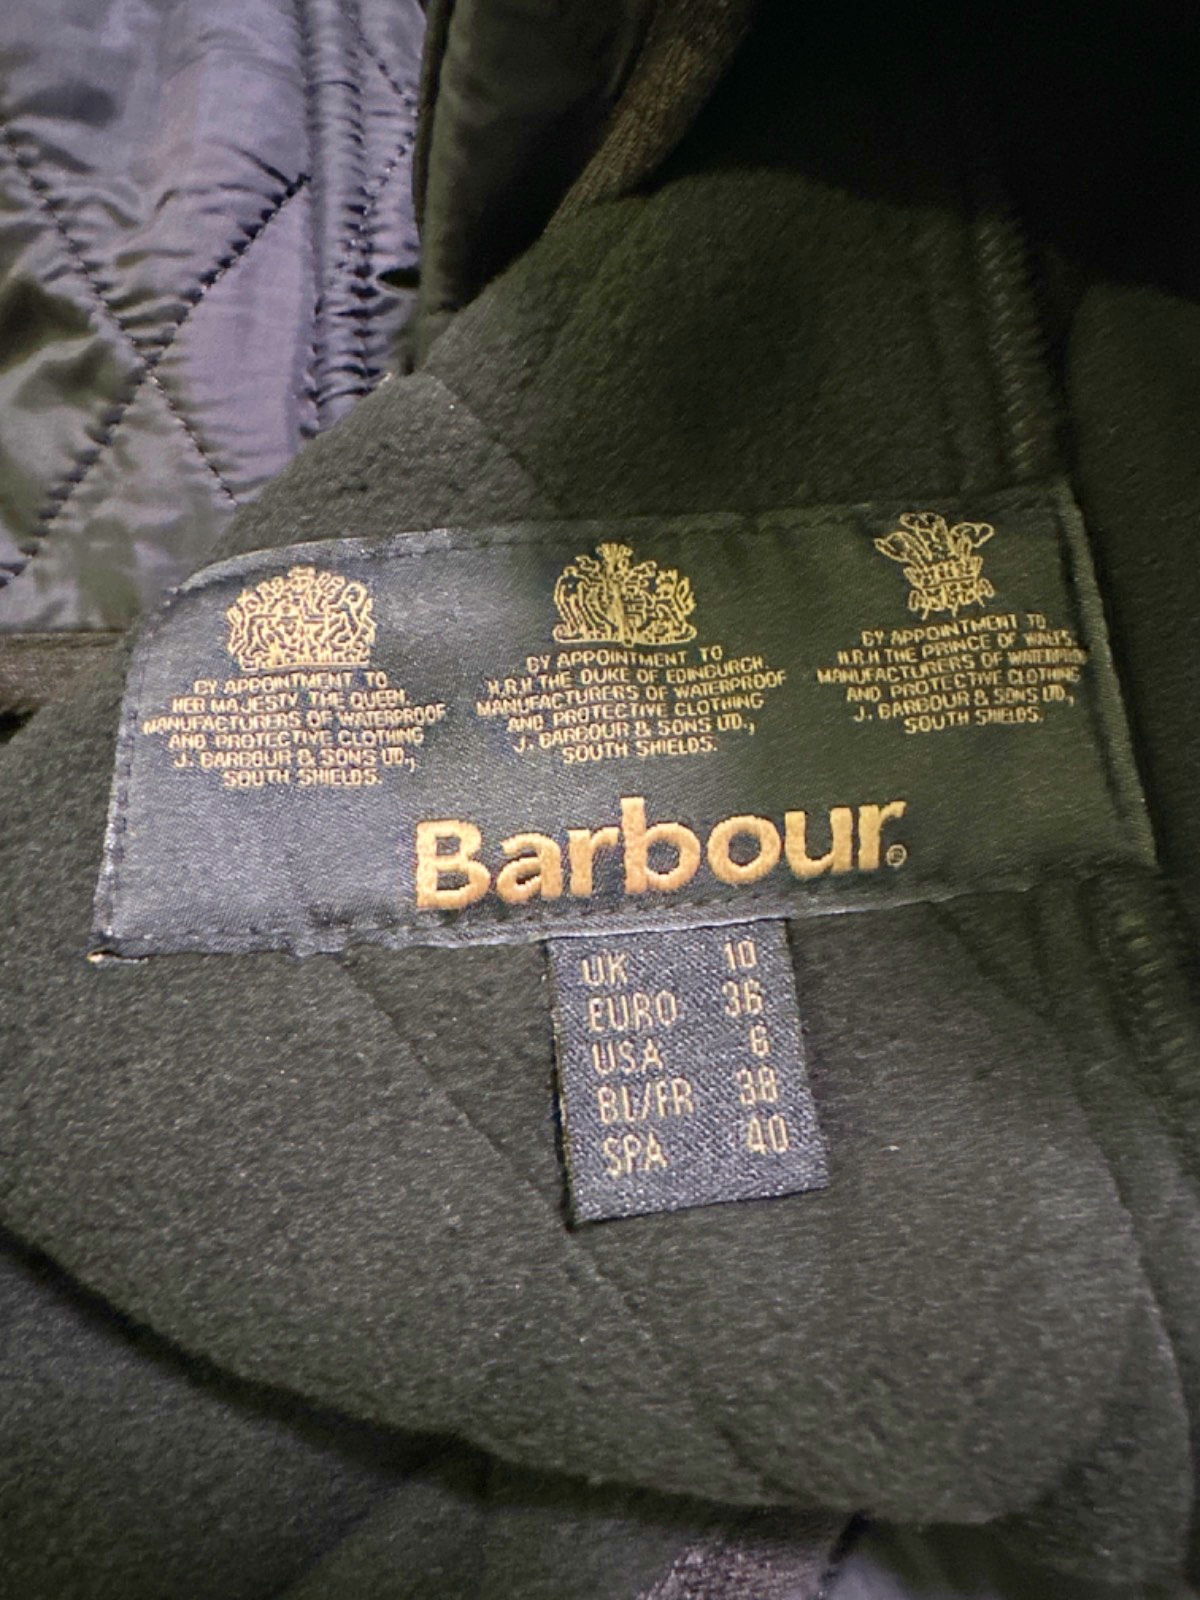 BY APPOINTMENT TO
HER MAJESTY THE QUEEN
MANUFACTURERS OF WATERPROOF
AND PROTECTIVE CLOTHING
J. BARBOUR & SONS LTD.,
SOUTH SHIELDS.
BY APPOINTMENT TO
H.R.H THE DUKE OF EDINBURGH
MANUFACTURERS OF WATERPROOF
AND PROTECTIVE CLOTHING
J. BARBOUR & SONS LTD.,
SOUTH SHIELDS.
BY APPOINTMENT TO
H.R.H THE PRINCE OF WALES
MANUFACTURERS OF WATERPROOF
AND PROTECTIVE CLOTHING
J. BARBOUR & SONS LTD,
SOUTH SHIELDS.
Barbour®
UK 10
EURO 36
USA 6
BL/FR 38
SPA 40